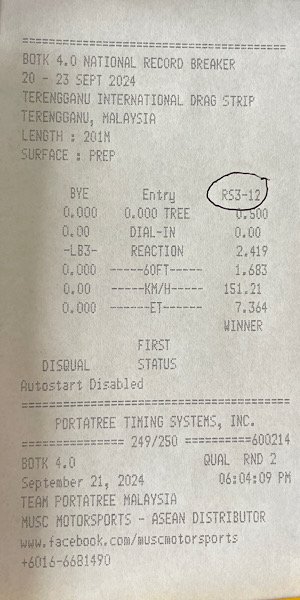 ========================================
BOTK 4.0 NATIONAL RECORD BREAKER
20 - 23 SEPT 2024
TERENGGANU INTERNATIONAL DRAG STRIP
TERENGGANU, MALAYSIA
LENGTH : 201M
SURFACE : PREP
BYE Entry RS3-12
0.000 0.000 TREE 0.500
0.00 DIAL-IN 0.00
-LB3- REACTION 2.419
0.000 ------60FT----- 1.683
0.00 -----KM/H----- 151.21
0.000 ------ET------ 7.364
WINNER
FIRST
DISQUAL STATUS
Autostart Disabled
========================================
PORTATREE TIMING SYSTEMS, INC.
=============== 249/250 ==========600214
BOTK 4.0 QUAL RND 2
September 21, 2024 06:04:09 PM
TEAM PORTATREE MALAYSIA
MUSC MOTORSPORTS - ASEAN DISTRIBUTOR
www.facebook.com/muscmotorsports
+6016-6681490